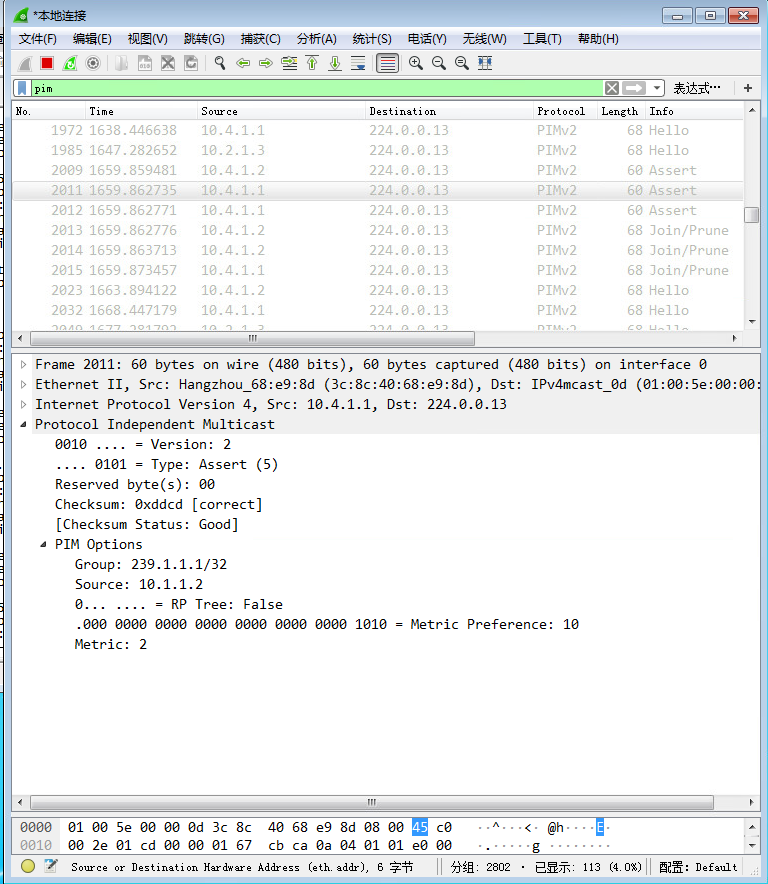 *本地连接
文件(F) 编辑(E) 视图(V) 跳转(G) 捕获(C) 分析(A) 统计(S) 电话(Y) 无线(W) 工具(T) 帮助(H)
pim 表达式… +
No. Time Source Destination Protocol Length Info
1972 1638.446638 10.4.1.1 224.0.0.13 PIMv2 68 Hello
1985 1647.282652 10.2.1.3 224.0.0.13 PIMv2 68 Hello
2009 1659.859481 10.4.1.2 224.0.0.13 PIMv2 60 Assert
2011 1659.862735 10.4.1.1 224.0.0.13 PIMv2 60 Assert
2012 1659.862771 10.4.1.1 224.0.0.13 PIMv2 60 Assert
2013 1659.862776 10.4.1.2 224.0.0.13 PIMv2 68 Join/Prune
2014 1659.863713 10.4.1.2 224.0.0.13 PIMv2 68 Join/Prune
2015 1659.873457 10.4.1.1 224.0.0.13 PIMv2 68 Join/Prune
2023 1663.894122 10.4.1.2 224.0.0.13 PIMv2 68 Hello
2032 1668.447179 10.4.1.1 224.0.0.13 PIMv2 68 Hello
2049 1677.281792 10.2.1.3 224.0.0.13 PIMv2 68 Hello
Frame 2011: 60 bytes on wire (480 bits), 60 bytes captured (480 bits) on interface 0
Ethernet II, Src: Hangzhou_68:e9:8d (3c:8c:40:68:e9:8d), Dst: IPv4mcast_0d (01:00:5e:00:00:
Internet Protocol Version 4, Src: 10.4.1.1, Dst: 224.0.0.13
Protocol Independent Multicast
0010 .... = Version: 2
.... 0101 = Type: Assert (5)
Reserved byte(s): 00
Checksum: 0xddcd [correct]
[Checksum Status: Good]
PIM Options
Group: 239.1.1.1/32
Source: 10.1.1.2
0... .... = RP Tree: False
.000 0000 0000 0000 0000 0000 0000 1010 = Metric Preference: 10
Metric: 2
0000 01 00 5e 00 00 0d 3c 8c 40 68 e9 8d 08 00 45 c0 ··^···<· @h····E·
0010 00 2e 01 cd 00 00 01 67 cb ca 0a 04 01 01 e0 00 ·.·····g ········
Source or Destination Hardware Address (eth.addr), 6 字节 分组: 2802 · 已显示: 113 (4.0%) 配置: Default